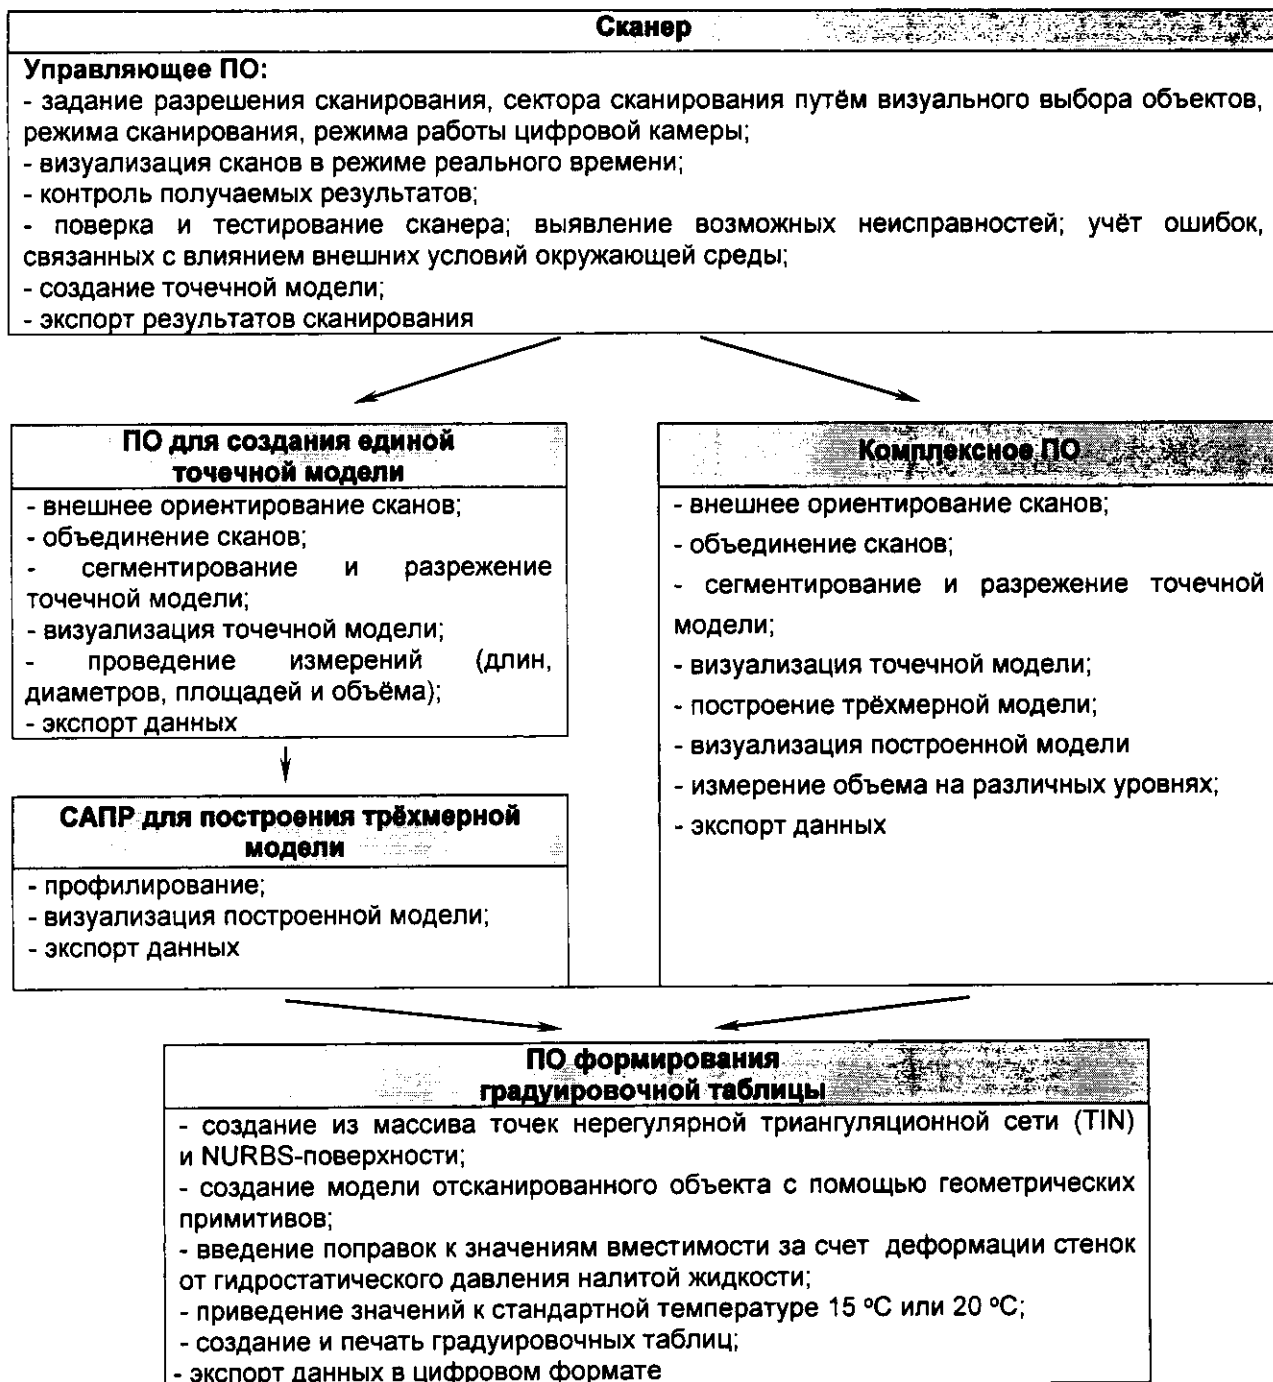 Сканер
Управляющее ПО:
- задание разрешения сканирования, сектора сканирования путём визуального выбора объектов,
режима сканирования, режима работы цифровой камеры;
- визуализация сканов в режиме реального времени;
- контроль получаемых результатов;
- поверка и тестирование сканера; выявление возможных неисправностей; учёт ошибок,
связанных с влиянием внешних условий окружающей среды;
- создание точечной модели;
- экспорт результатов сканирования
ПО для создания единой
точечной модели
- внешнее ориентирование сканов;
- объединение сканов;
- сегментирование и разрежение
точечной модели;
- визуализация точечной модели;
- проведение измерений (длин,
диаметров, площадей и объёма);
- экспорт данных
САПР для построения трёхмерной
модели
- профилирование;
- визуализация построенной модели;
- экспорт данных
Комплексное ПО
- внешнее ориентирование сканов;
- объединение сканов;
- сегментирование и разрежение точечной
модели;
- визуализация точечной модели;
- построение трёхмерной модели;
- визуализация построенной модели
- измерение объема на различных уровнях;
- экспорт данных
ПО формирования
градуировочной таблицы
- создание из массива точек нерегулярной триангуляционной сети (TIN)
и NURBS-поверхности;
- создание модели отсканированного объекта с помощью геометрических
примитивов;
- введение поправок к значениям вместимости за счет деформации стенок
от гидростатического давления налитой жидкости;
- приведение значений к стандартной температуре 15 ºС или 20 ºС;
- создание и печать градуировочных таблиц;
- экспорт данных в цифровом формате